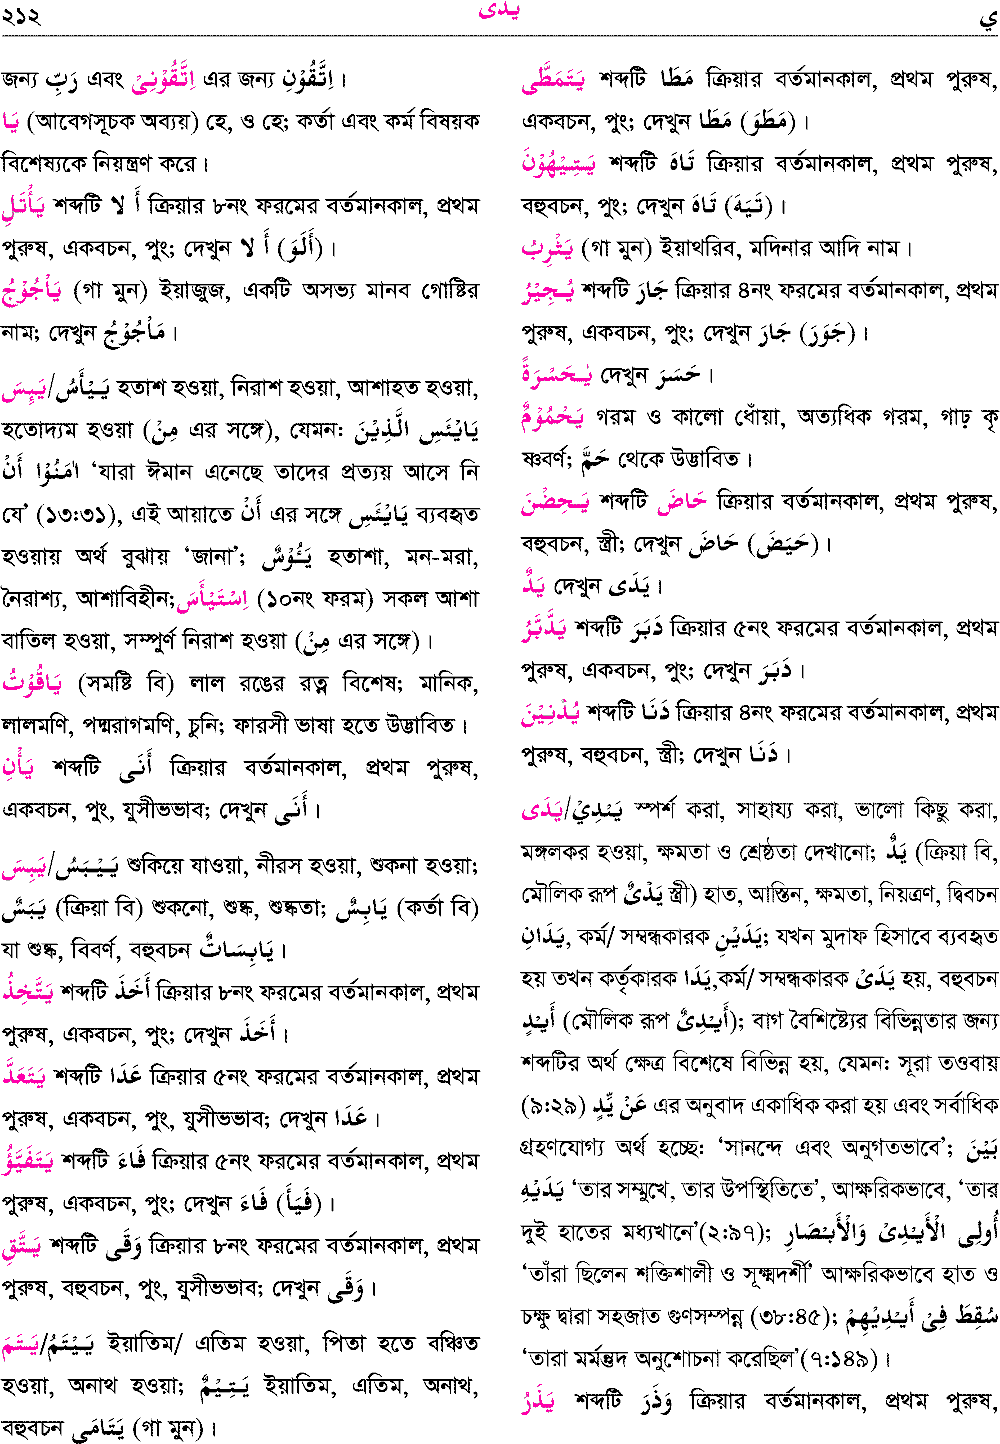 ২১২ يدى ي
জন্য رَبِّ এবং اِتَّقُوْنِيْ এর জন্য اِتَّقُوْنِ ।
يَا (আবেগসূচক অব্যয়) হে, ও হে; কর্তা এবং কর্ম বিষয়ক
বিশেষ্যকে নিয়ন্ত্রণ করে ।
يَأْتَلِ শব্দটি أَ لَا ক্রিয়ার ৮নং ফরমের বর্তমানকাল, প্রথম
পুরুষ, একবচন, পুং; দেখুন أَ لَا (أَلَوَ) ।
يَأْجُوْجُ (গা মুন) ইয়াজুজ, একটি অসভ্য মানব গোষ্টির
নাম; দেখুন مَأْجُوْجُ ।
يَئِسَ/يَيْأَسُ হতাশ হওয়া, নিরাশ হওয়া, আশাহত হওয়া,
হতোদ্যম হওয়া (مِنْ এর সঙ্গে), যেমন: يَايْئَسِ الَّذِيْنَ
اٰمَنُوْا أَنْ ‘যারা ঈমান এনেছে তাদের প্রত্যয় আসে নি
যে’ (১৩:৩১), এই আয়াতে أَنْ এর সঙ্গে يَايْئَسِ ব্যবহৃত
হওয়ায় অর্থ বুঝায় ‘জানা’; يَئُوْسٌ হতাশা, মন-মরা,
নৈরাশ্য, আশাবিহীন; اِسْتَيْأَسَ (১০নং ফরম) সকল আশা
বাতিল হওয়া, সম্পুর্ণ নিরাশ হওয়া (مِنْ এর সঙ্গে) ।
يَاقُوْتُ (সমষ্টি বি) লাল রঙের রত্ন বিশেষ; মানিক,
লালমণি, পদ্মরাগমণি, চুনি; ফারসী ভাষা হতে উদ্ভাবিত ।
يَأْنِ শব্দটি أَنَى ক্রিয়ার বর্তমানকাল, প্রথম পুরুষ,
একবচন, পুং, যুসীভভাব; দেখুন أَنَى ।
يَبِسَ/يَيْبَسُ শুকিয়ে যাওয়া, নীরস হওয়া, শুকনা হওয়া;
يَبَسٌ (ক্রিয়া বি) শুকনো, শুষ্ক, শুষ্কতা; يَابِسٌ (কর্তা বি)
যা শুষ্ক, বিবর্ণ, বহুবচন يَابِسَاتٌ ।
يَتَّخِذُ শব্দটি أَخَذَ ক্রিয়ার ৮নং ফরমের বর্তমানকাল, প্রথম
পুরুষ, একবচন, পুং; দেখুন أَخَذَ ।
يَتَعَدَّ শব্দটি عَدَا ক্রিয়ার ৫নং ফরমের বর্তমানকাল, প্রথম
পুরুষ, একবচন, পুং, যুসীভভাব; দেখুন عَدَا ।
يَتَفَيَّؤُ শব্দটি فَاءَ ক্রিয়ার ৫নং ফরমের বর্তমানকাল, প্রথম
পুরুষ, একবচন, পুং; দেখুন فَاءَ (فَيَأَ) ।
يَتَّقِ শব্দটি وَقَى ক্রিয়ার ৮নং ফরমের বর্তমানকাল, প্রথম
পুরুষ, বহুবচন, পুং, যুসীভভাব; দেখুন وَقَى ।
يَتَمَ/يَيْتَمُ ইয়াতিম/ এতিম হওয়া, পিতা হতে বঞ্চিত
হওয়া, অনাথ হওয়া; يَتِيْمٌ ইয়াতিম, এতিম, অনাথ,
বহুবচন يَتَامَى (গা মুন) ।
يَتَمَطَّى শব্দটি مَطَا ক্রিয়ার বর্তমানকাল, প্রথম পুরুষ,
একবচন, পুং; দেখুন مَطَا (مَطَوَ) ।
يَتِيْهُوْنَ শব্দটি تَاهَ ক্রিয়ার বর্তমানকাল, প্রথম পুরুষ,
বহুবচন, পুং; দেখুন تَاهَ (تَيَهَ) ।
يَثْرِبُ (গা মুন) ইয়াথরিব, মদিনার আদি নাম ।
يُجِيْرُ শব্দটি جَارَ ক্রিয়ার ৪নং ফরমের বর্তমানকাল, প্রথম
পুরুষ, একবচন, পুং; দেখুন جَارَ (جَوَرَ) ।
يٰحَسْرَةً দেখুন حَسَرَ ।
يَحْمُوْمٌ গরম ও কালো ধোঁয়া, অত্যধিক গরম, গাঢ় কৃ
ষ্ণবর্ণ; حَمَّ থেকে উদ্ভাবিত ।
يَحِضْنَ শব্দটি حَاضَ ক্রিয়ার বর্তমানকাল, প্রথম পুরুষ,
বহুবচন, স্ত্রী; দেখুন حَاضَ (حَيَضَ) ।
يَدٌ দেখুন يَدَى ।
يَدَّبَّرُ শব্দটি دَبَرَ ক্রিয়ার ৫নং ফরমের বর্তমানকাল, প্রথম
পুরুষ, একবচন, পুং; দেখুন دَبَرَ ।
يُدْنِيْنَ শব্দটি دَنَا ক্রিয়ার ৪নং ফরমের বর্তমানকাল, প্রথম
পুরুষ, বহুবচন, স্ত্রী; দেখুন دَنَا ।
يَدَى/يَيْدِيْ স্পর্শ করা, সাহায্য করা, ভালো কিছু করা,
মঙ্গলকর হওয়া, ক্ষমতা ও শ্রেষ্ঠতা দেখানো; يَدٌ (ক্রিয়া বি,
মৌলিক রূপ يَدْىٌ স্ত্রী) হাত, আস্তিন, ক্ষমতা, নিয়ত্রণ, দ্বিবচন
يَدَانِ, কর্ম/ সম্বন্ধকারক يَدَيْنِ; যখন মুদাফ হিসাবে ব্যবহৃত
হয় তখন কর্তৃকারক يَدَا,কর্ম/ সম্বন্ধকারক يَدَىْ হয়, বহুবচন
أَيْدٍ (মৌলিক রূপ أَيْدِىٌ); বাগ বৈশিষ্ট্যের বিভিন্নতার জন্য
শব্দটির অর্থ ক্ষেত্র বিশেষে বিভিন্ন হয়, যেমন: সূরা তওবায়
(৯:২৯) عَنْ يَّدٍ এর অনুবাদ একাধিক করা হয় এবং সর্বাধিক
গ্রহণযোগ্য অর্থ হচ্ছে: ‘সানন্দে এবং অনুগতভাবে’; بَيْنَ
يَدَيْهِ ‘তার সম্মুখে, তার উপস্থিতিতে’, আক্ষরিকভাবে, ‘তার
দুই হাতের মধ্যখানে’(২:৯৭); أُولِى الْأَيْدِىْ وَالْأَبْصَارِ
‘তাঁরা ছিলেন শক্তিশালী ও সূক্ষ্মদর্শী’ আক্ষরিকভাবে হাত ও
চক্ষু দ্বারা সহজাত গুণসম্পন্ন (৩৮:৪৫); سُقِطَ فِىْ أَيْدِيْهِمْ
‘তারা মর্মন্তুদ অনুশোচনা করেছিল’(৭:১৪৯) ।
يَذَرُ শব্দটি وَذَرَ ক্রিয়ার বর্তমানকাল, প্রথম পুরুষ,